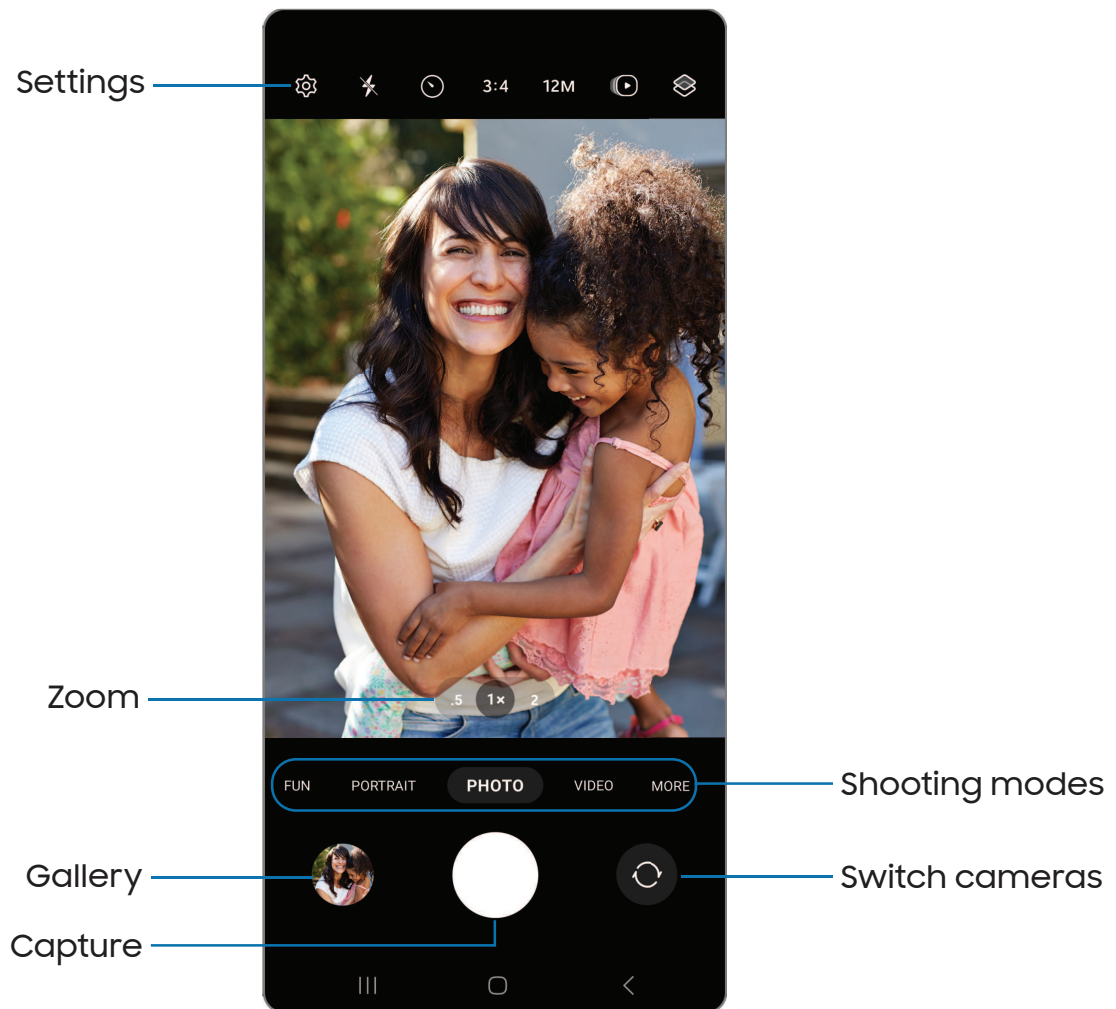 Settings
3:4
12M
Zoom
.5
1×
2
FUN
PORTRAIT
PHOTO
VIDEO
MORE
Shooting modes
Gallery
Switch cameras
Capture